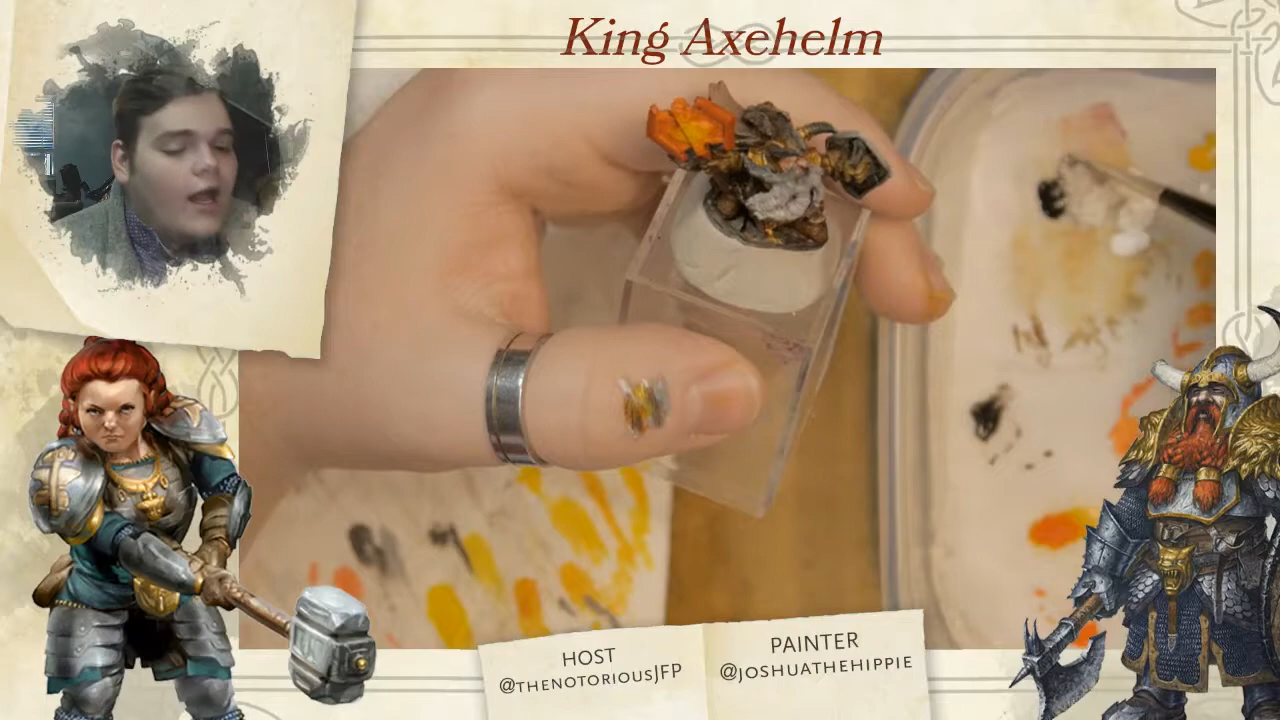 King Axehelm
HOST
@THENOTORIOUSJFP
PAINTER
@JOSHUATHEHIPPIE